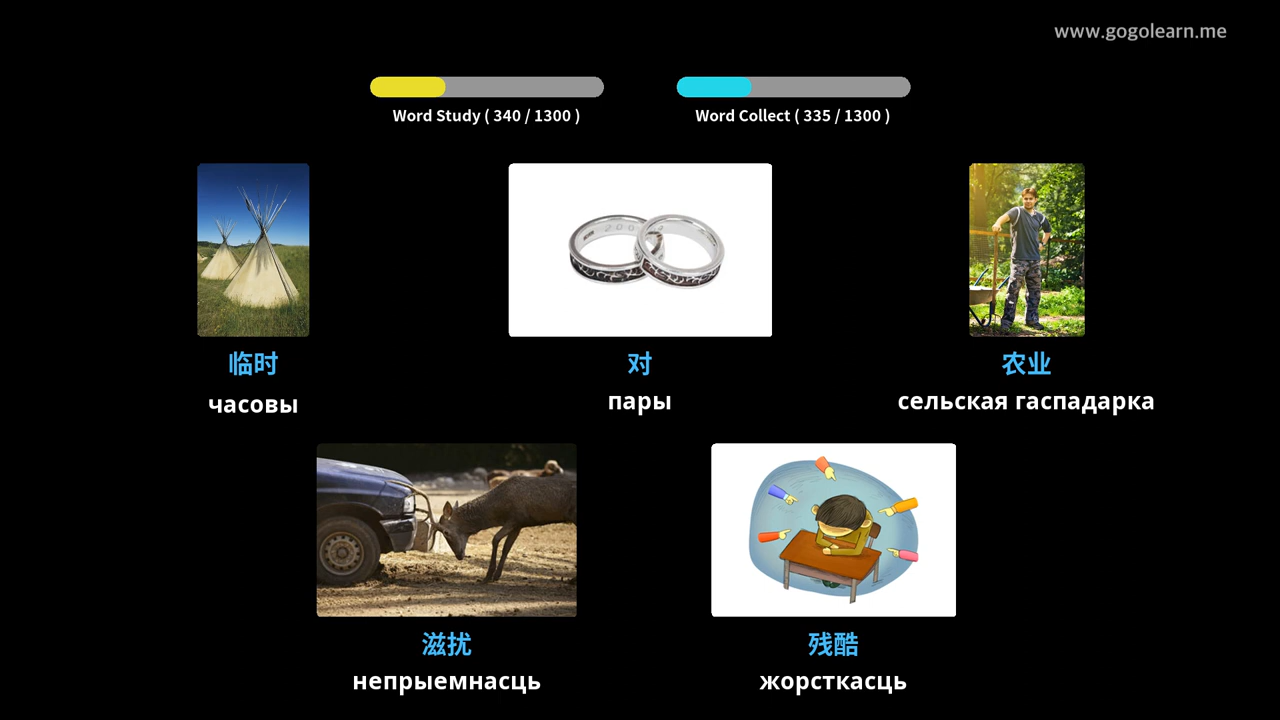 www.gogolearn.me
Word Study ( 340 / 1300 )
Word Collect ( 335 / 1300 )
临时
对
农业
часовы
пары
сельская гаспадарка
滋扰
残酷
непрыемнасць
жорсткасць